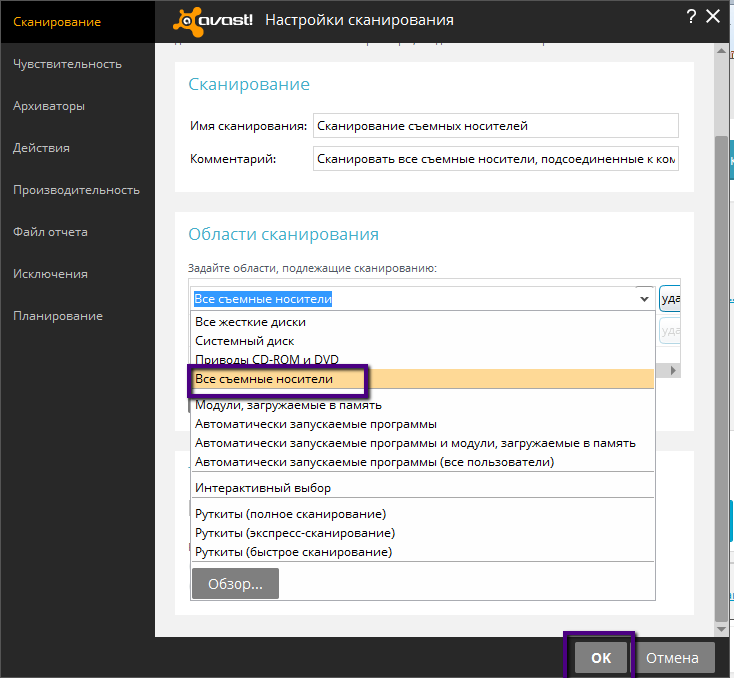 Сканирование
avast!
Настройки сканирования
?
Чувствительность
Архиваторы
Действия
Производительность
Файл отчета
Исключения
Планирование
Сканирование
Имя сканирования:
Сканирование съемных носителей
Комментарий:
Сканировать все съемные носители, подсоединенные к ком
Области сканирования
Задайте области, подлежащие сканированию:
Все съемные носители
уда
Все жесткие диски
уда
Системный диск
Приводы CD-ROM и DVD
Все съемные носители
Модули, загружаемые в память
Автоматически запускаемые программы
Автоматически запускаемые программы и модули, загружаемые в память
Автоматически запускаемые программы (все пользователи)
Интерактивный выбор
Руткиты (полное сканирование)
Руткиты (экспресс-сканирование)
Руткиты (быстрое сканирование)
Обзор...
OK
Отмена